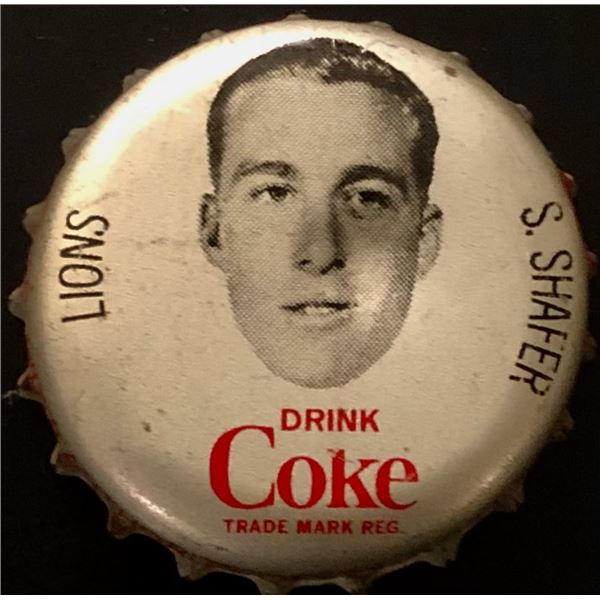 LIONS
S. SHAFER
DRINK
Coke
TRADE MARK REG.